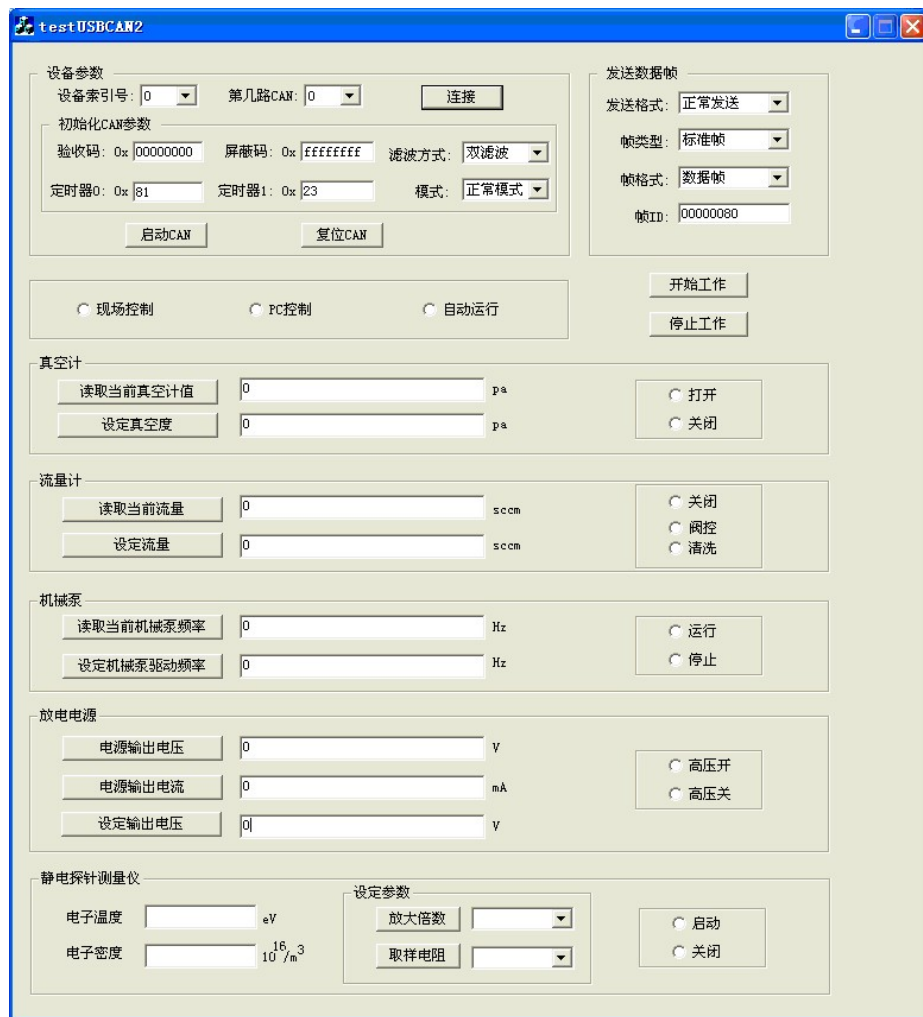 testUSBCAN2
设备参数
设备索引号: 0 第几路CAN: 0 连接
初始化CAN参数
验收码: 0x 00000000 屏蔽码: 0x ffffffff 滤波方式: 双滤波
定时器0: 0x 81 定时器1: 0x 23 模式: 正常模式
启动CAN 复位CAN
发送数据帧
发送格式: 正常发送
帧类型: 标准帧
帧格式: 数据帧
帧ID: 00000080
现场控制 PC控制 自动运行
开始工作
停止工作
真空计
读取当前真空计值 0 pa
设定真空度 0 pa
打开
关闭
流量计
读取当前流量 0 sccm
设定流量 0 sccm
关闭
阀控
清洗
机械泵
读取当前机械泵频率 0 Hz
设定机械泵驱动频率 0 Hz
运行
停止
放电电源
电源输出电压 0 V
电源输出电流 0 mA
设定输出电压 0 V
高压开
高压关
静电探针测量仪
电子温度 eV
电子密度 10^16/m^3
设定参数
放大倍数
取样电阻
启动
关闭